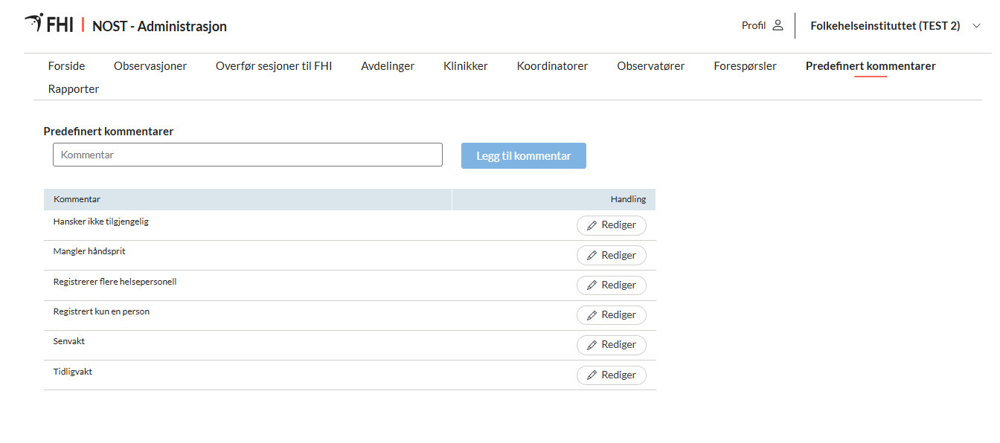 FHI NOST - Administrasjon Profil Folkehelseinstituttet (TEST 2)
Forside Observasjoner Overfør sesjoner til FHI Avdelinger Klinikker Koordinatorer Observatører Forespørsler Predefinert kommentarer
Rapporter
Predefinert kommentarer
Kommentar Legg til kommentar
Kommentar Handling
Hansker ikke tilgjengelig Rediger
Mangler håndsprit Rediger
Registrerer flere helsepersonell Rediger
Registrert kun en person Rediger
Senvakt Rediger
Tidligvakt Rediger